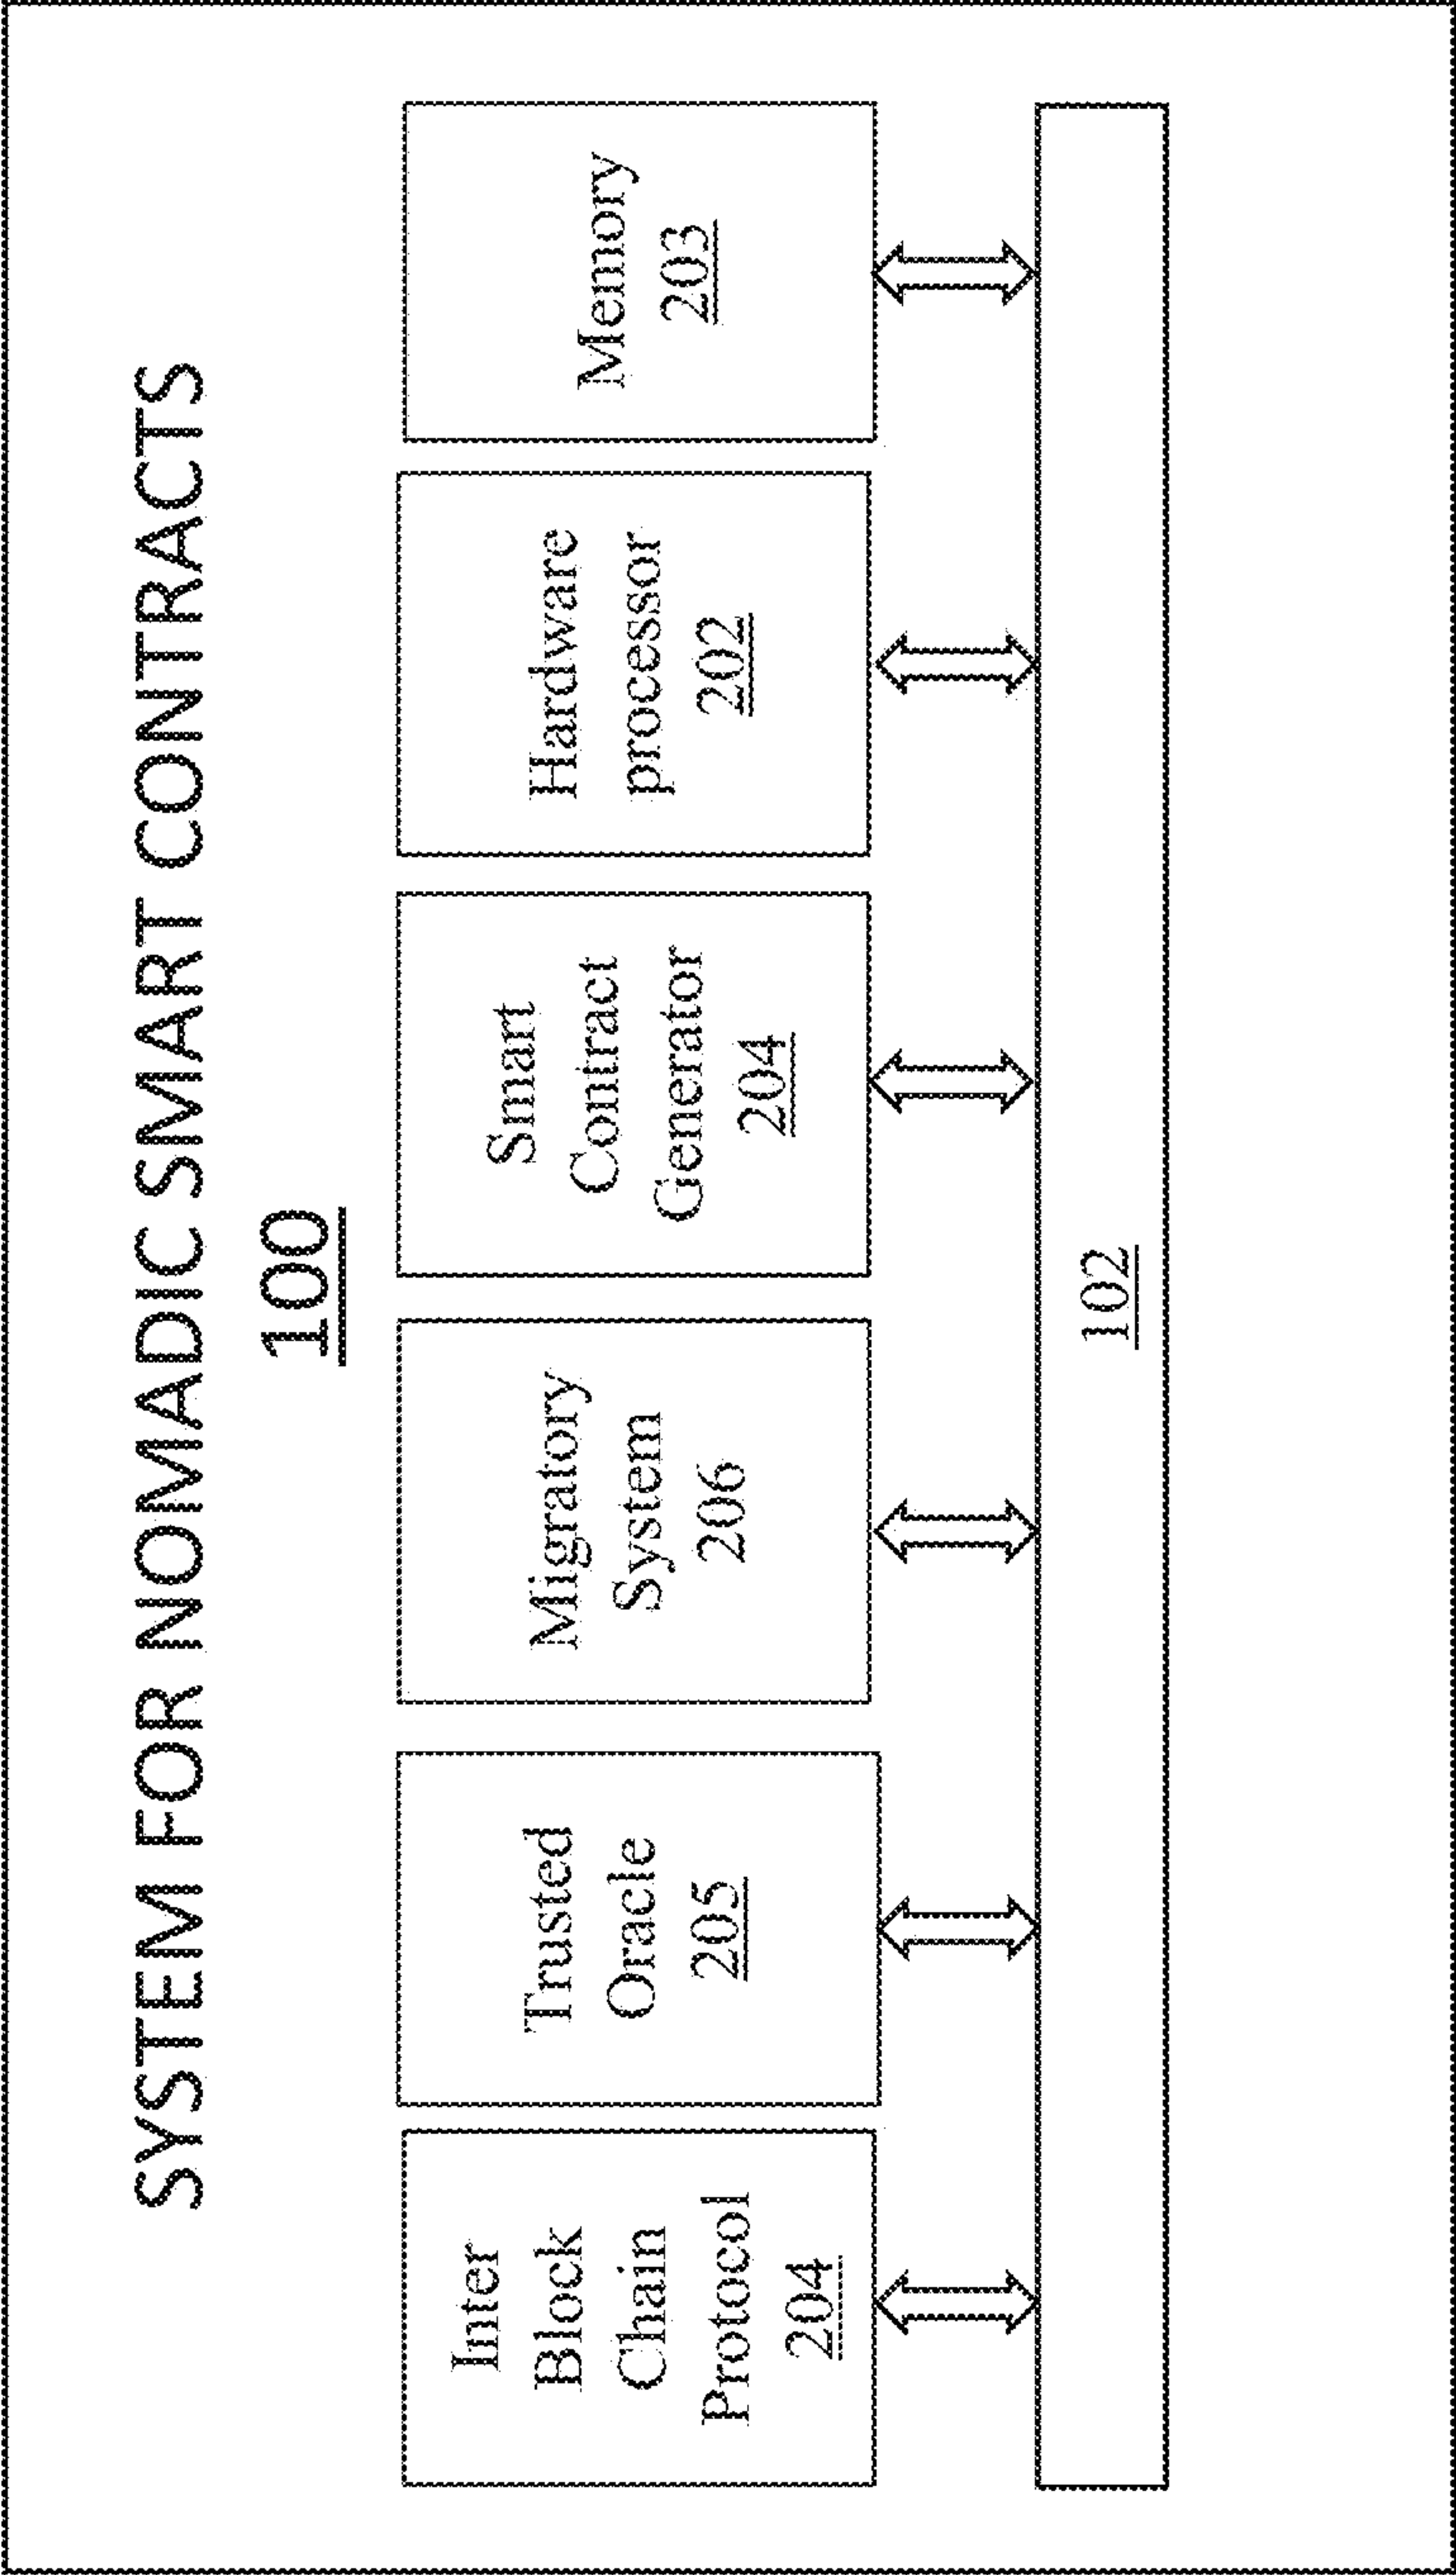 SYSTEM FOR NOMADIC SMART CONTRACTS
100
Inter
Block
Chain
Protocol
204
Trusted
Oracle
205
Migratory
System
206
Smart
Contract
Generator
204
Hardware
processor
202
Memory
203
102